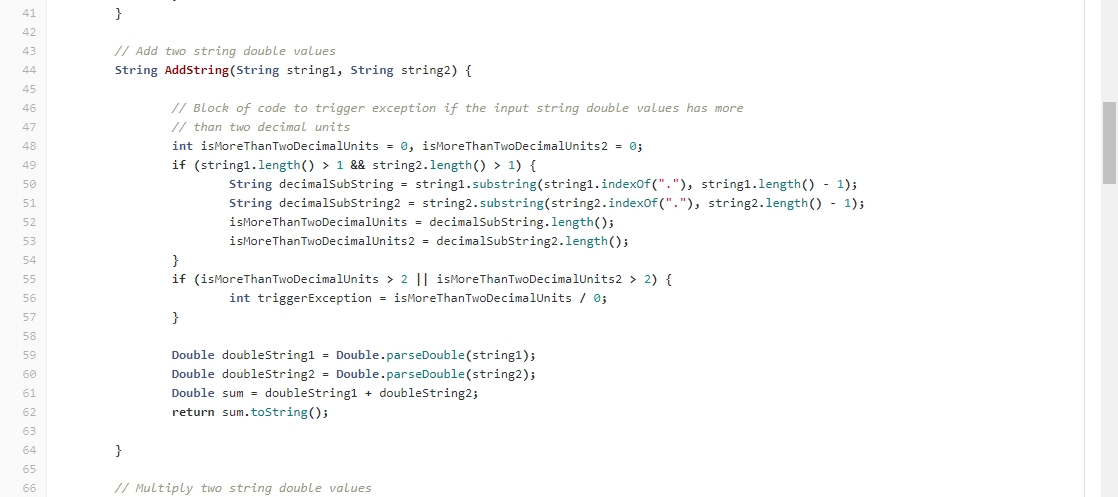 41 }
42
43 // Add two string double values
44 String AddString(String string1, String string2) {
45
46 // Block of code to trigger exception if the input string double values has more
47 // than two decimal units
48 int isMoreThanTwoDecimalUnits = 0, isMoreThanTwoDecimalUnits2 = 0;
49 if (string1.length() > 1 && string2.length() > 1) {
50 String decimalSubString = string1.substring(string1.indexOf("."), string1.length() - 1);
51 String decimalSubString2 = string2.substring(string2.indexOf("."), string2.length() - 1);
52 isMoreThanTwoDecimalUnits = decimalSubString.length();
53 isMoreThanTwoDecimalUnits2 = decimalSubString2.length();
54 }
55 if (isMoreThanTwoDecimalUnits > 2 || isMoreThanTwoDecimalUnits2 > 2) {
56 int triggerException = isMoreThanTwoDecimalUnits / 0;
57 }
58
59 Double doubleString1 = Double.parseDouble(string1);
60 Double doubleString2 = Double.parseDouble(string2);
61 Double sum = doubleString1 + doubleString2;
62 return sum.toString();
63
64 }
65
66 // Multiply two string double values